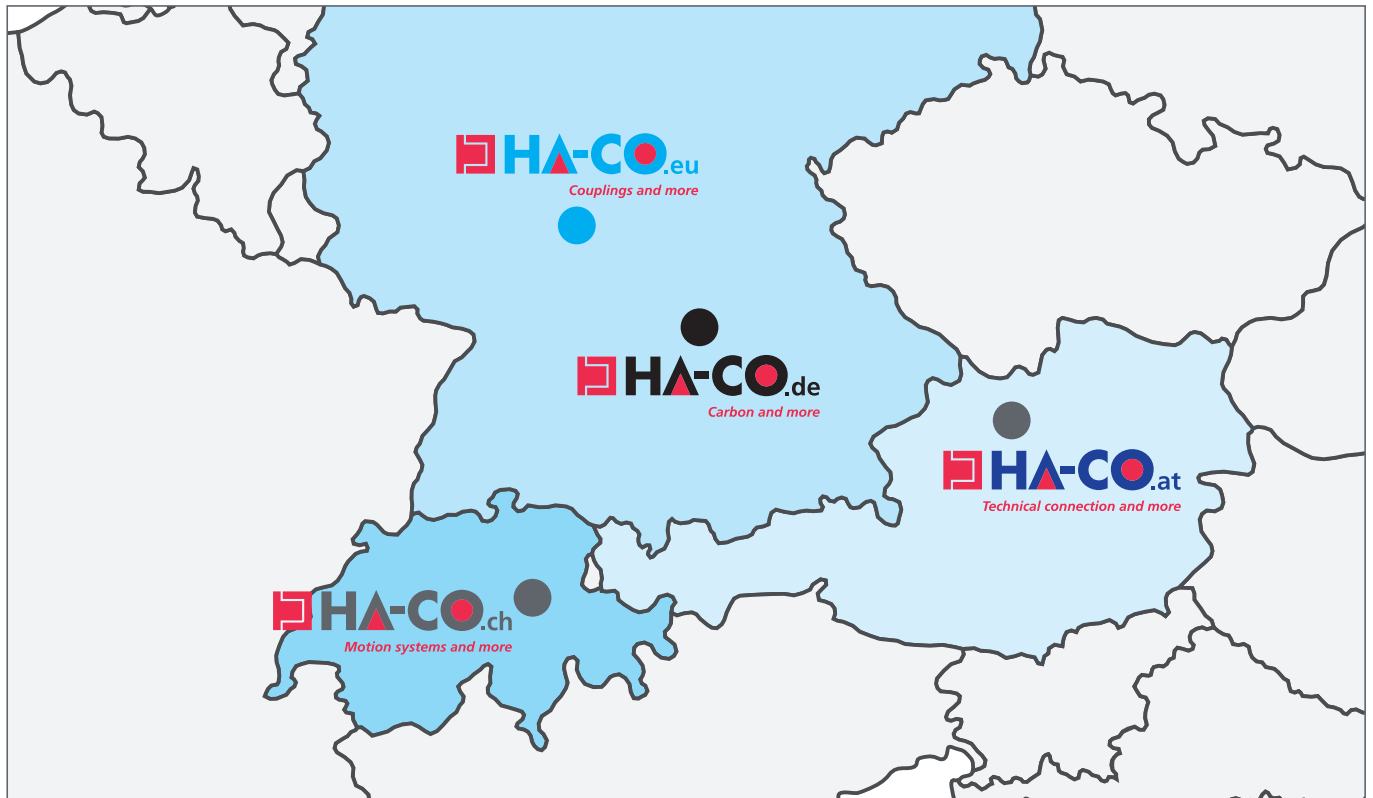 HA-CO.eu
Couplings and more
HA-CO.de
Carbon and more
HA-CO.at
Technical connection and more
HA-CO.ch
Motion systems and more